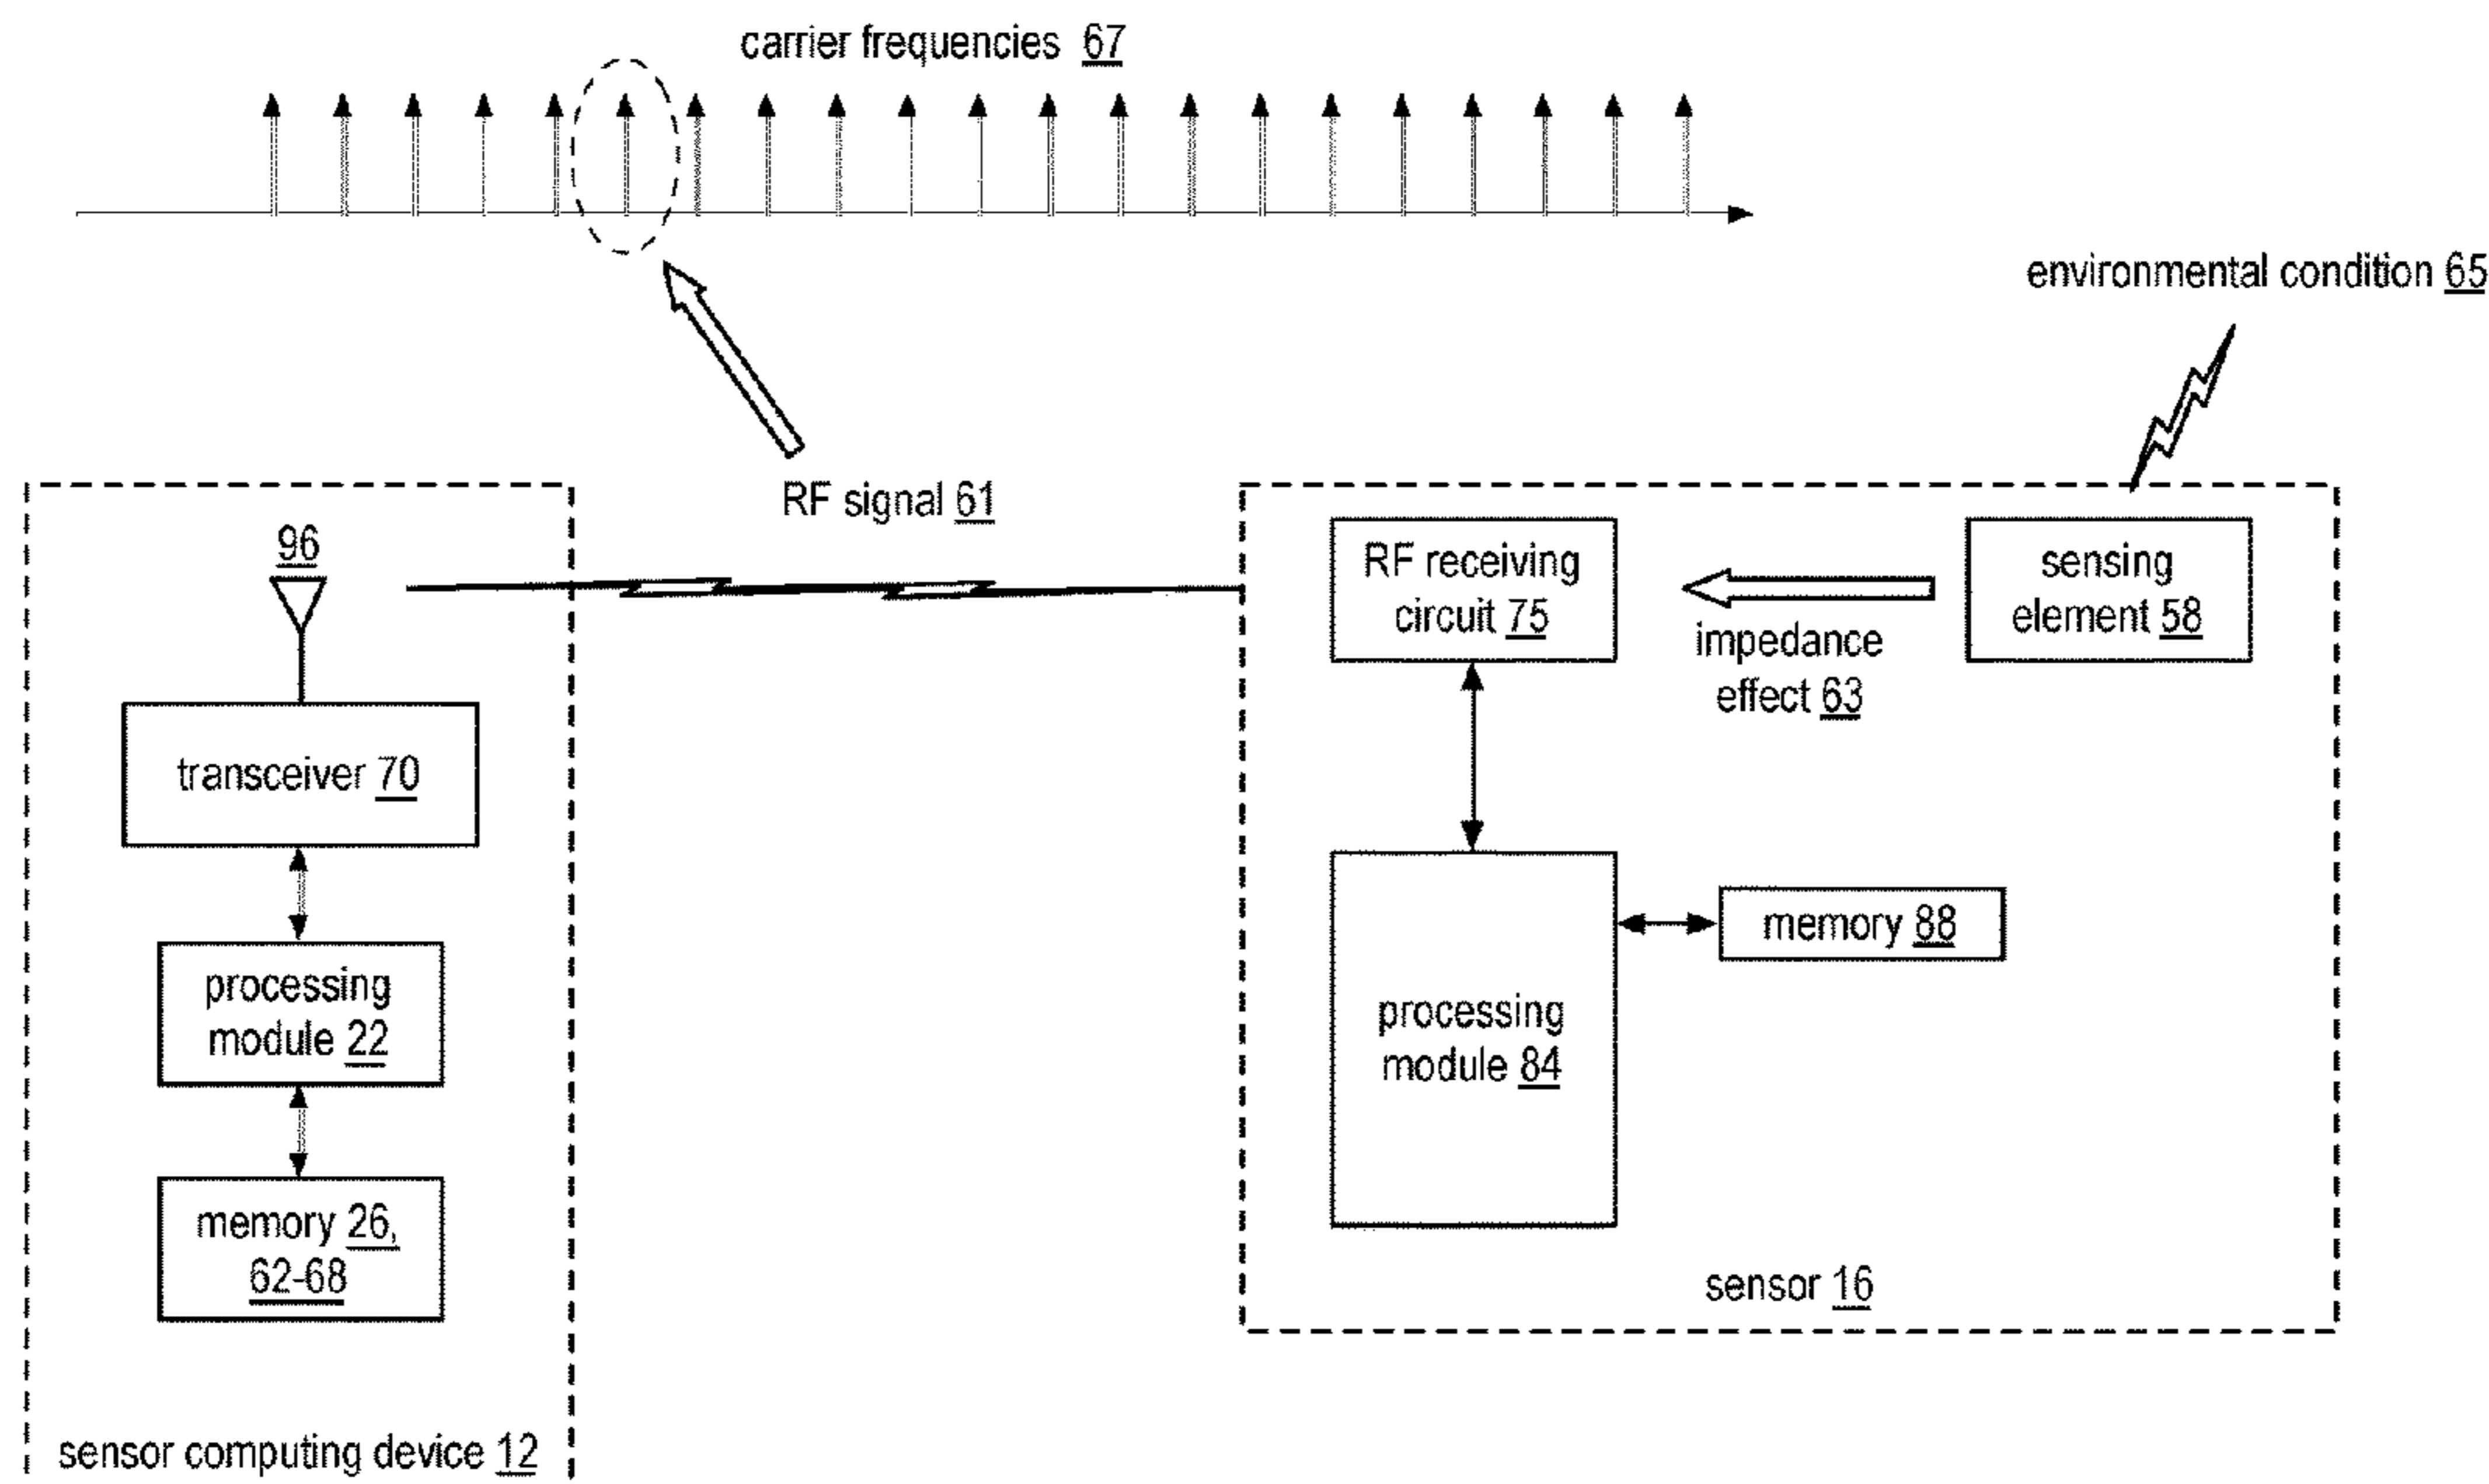 carrier frequencies 67
environmental condition 65
RF signal 61
96
transceiver 70
processing
module 22
memory 26,
62-68
sensor computing device 12
RF receiving
circuit 75
impedance
effect 63
sensing
element 58
processing
module 84
memory 88
sensor 16